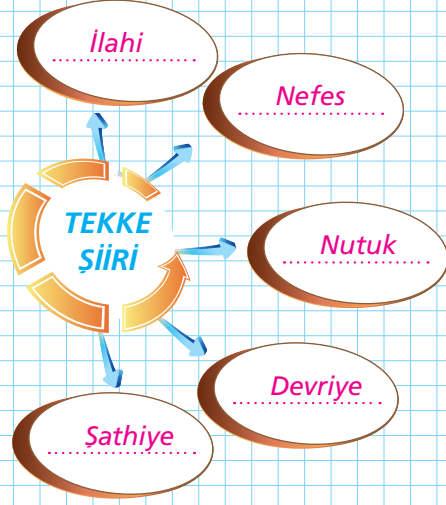 İlahi
Nefes
TEKKE
ŞİİRİ
Nutuk
Devriye
Şathiye